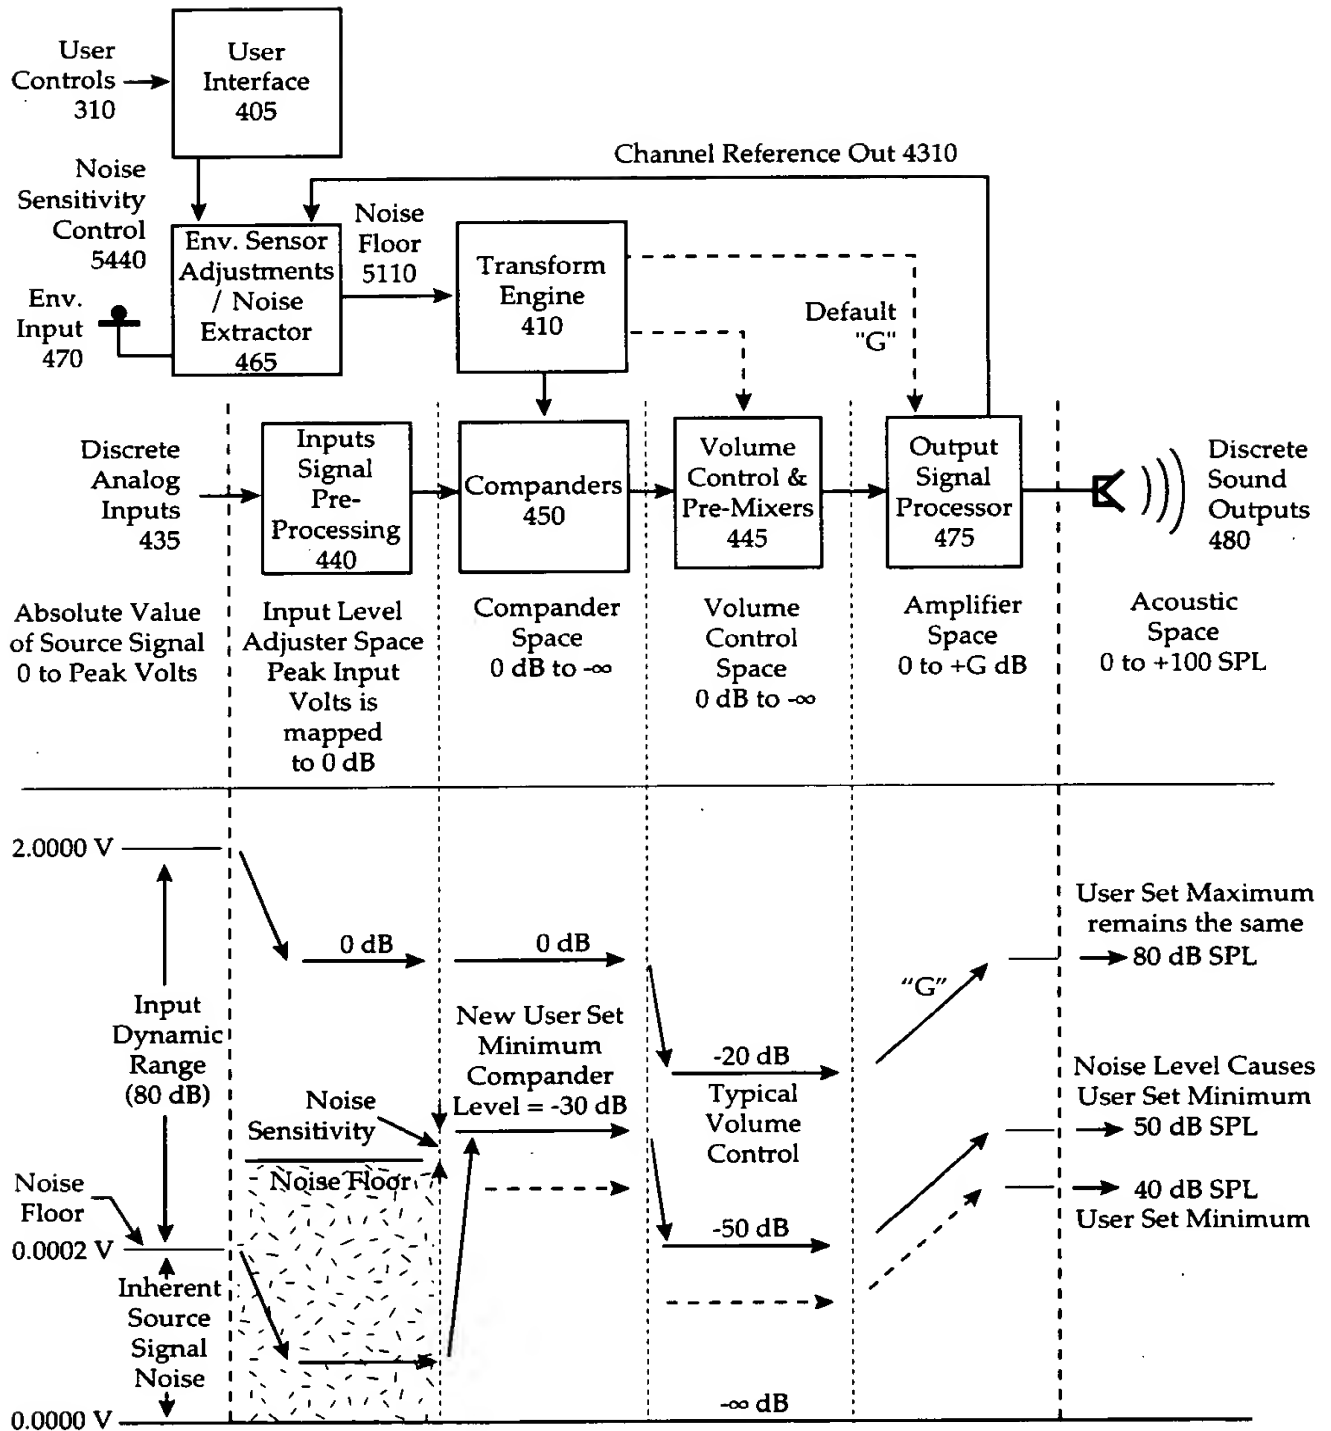 User
Controls
310
User
Interface
405
Noise
Sensitivity
Control
5440
Channel Reference Out 4310
Env. Sensor
Adjustments
/ Noise
Extractor
465
Noise
Floor
5110
Transform
Engine
410
Default
"G"
Env.
Input
470
Discrete
Analog
Inputs
435
Inputs
Signal
Pre-
Processing
440
Companders
450
Volume
Control &
Pre-Mixers
445
Output
Signal
Processor
475
Discrete
Sound
Outputs
480
Absolute Value
of Source Signal
0 to Peak Volts
Input Level
Adjuster Space
Peak Input
Volts is
mapped
to 0 dB
Compander
Space
0 dB to -∞
Volume
Control
Space
0 dB to -∞
Amplifier
Space
0 to +G dB
Acoustic
Space
0 to +100 SPL
2.0000 V
Input
Dynamic
Range
(80 dB)
Noise
Floor
0.0002 V
Inherent
Source
Signal
Noise
0.0000 V
0 dB
Noise
Sensitivity
Noise Floor
0 dB
New User Set
Minimum
Compander
Level = -30 dB
-20 dB
Typical
Volume
Control
-50 dB
-∞ dB
“G”
User Set Maximum
remains the same
80 dB SPL
Noise Level Causes
User Set Minimum
50 dB SPL
40 dB SPL
User Set Minimum